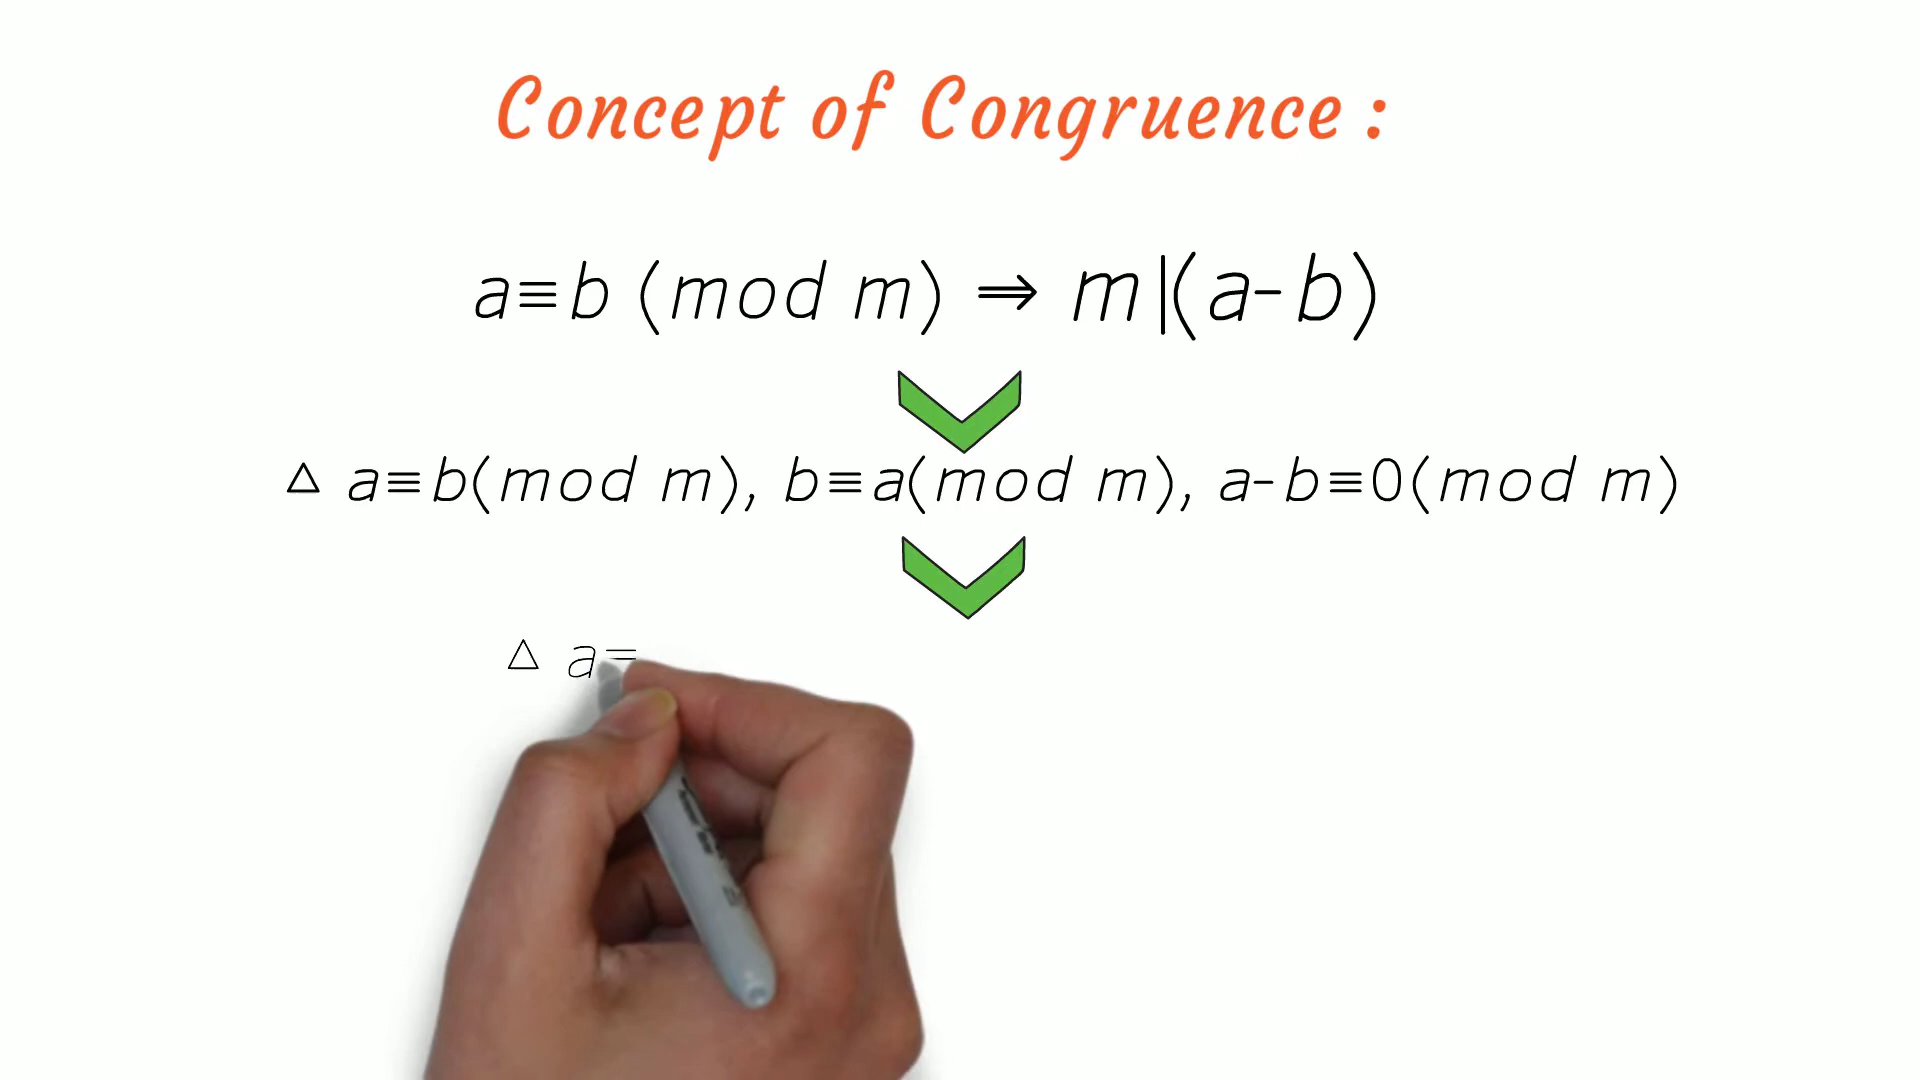 Concept of Congruence :
a≡b (mod m) ⇒ m|(a-b)
△ a≡b(mod m), b≡a(mod m), a-b≡0(mod m)
△ a=